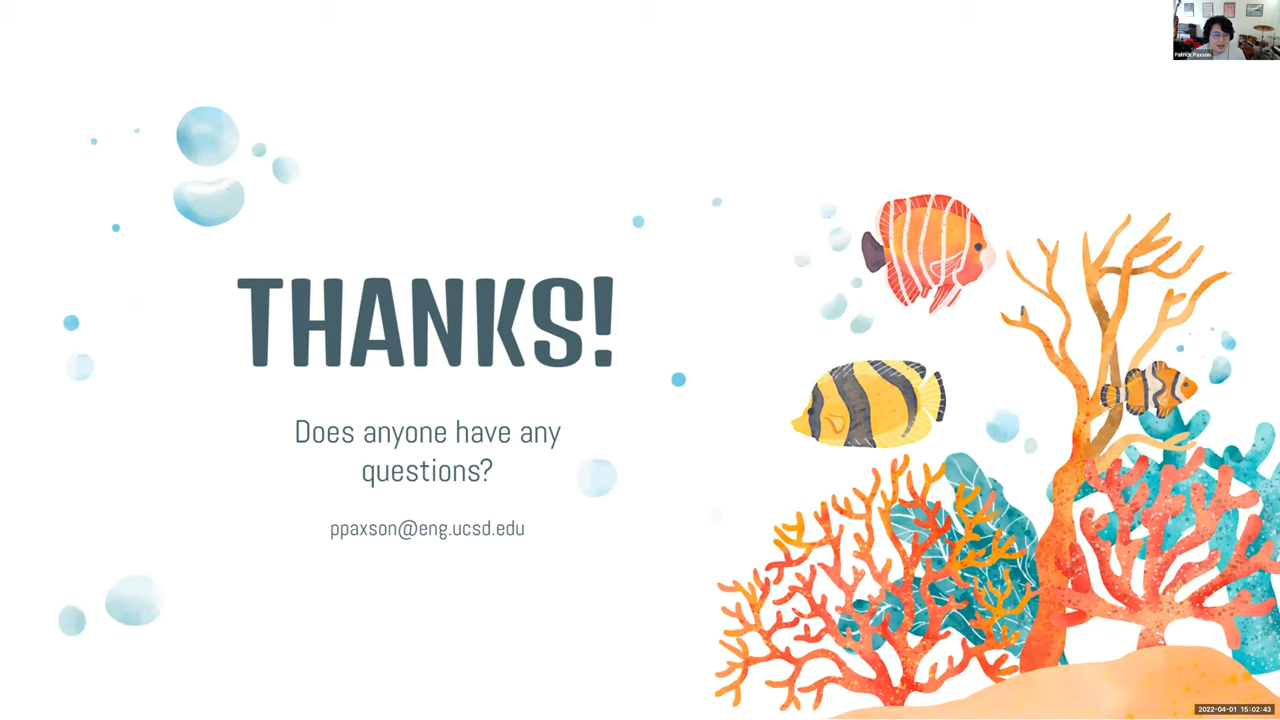 Patrick Paxson
THANKS!
Does anyone have any
questions?
ppaxson@eng.ucsd.edu
2022-04-01 15:02:43